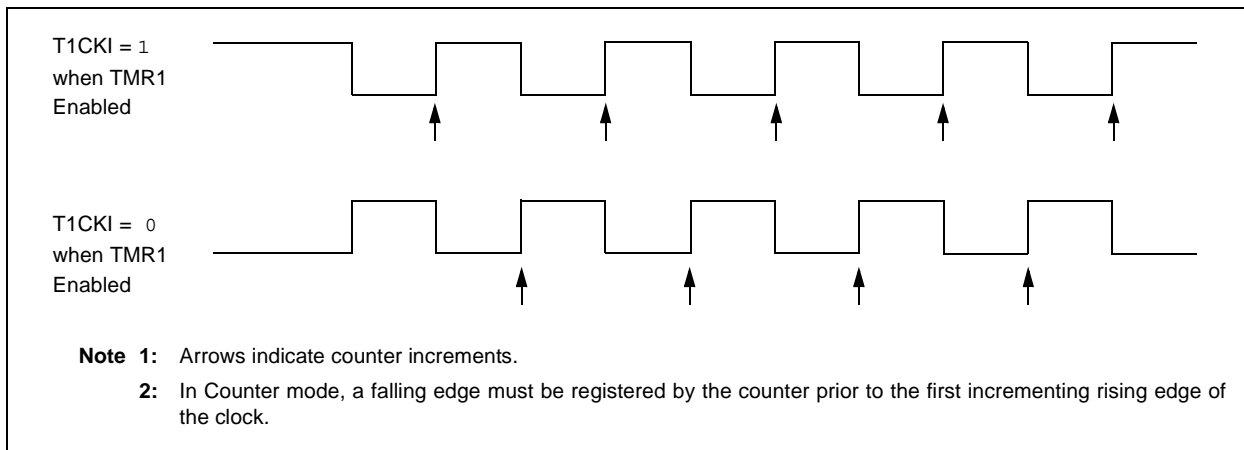 T1CKI = 1
when TMR1
Enabled
T1CKI = 0
when TMR1
Enabled
Note 1: Arrows indicate counter increments.
2: In Counter mode, a falling edge must be registered by the counter prior to the first incrementing rising edge of
the clock.